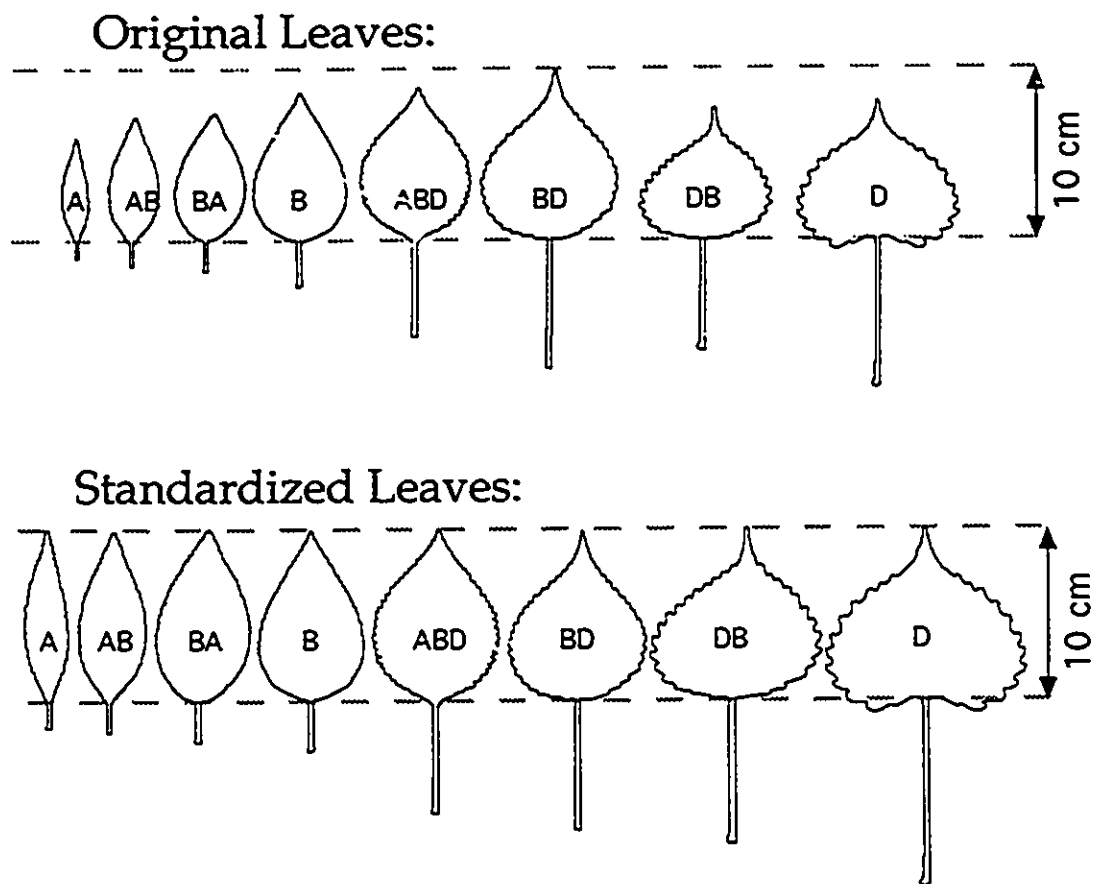 Original Leaves:
A AB BA B ABD BD DB D
10 cm
Standardized Leaves:
A AB BA B ABD BD DB D
10 cm